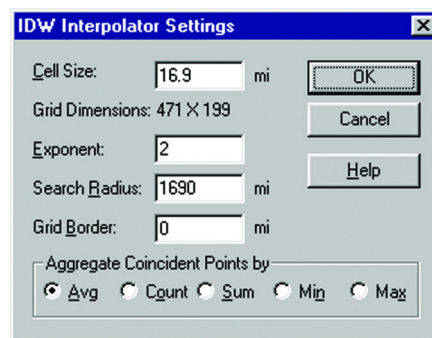 IDW Interpolator Settings
Cell Size: 16.9 mi
OK
Grid Dimensions: 471 X 199
Cancel
Exponent: 2
Help
Search Radius: 1690 mi
Grid Border: 0 mi
Aggregate Coincident Points by
Avg Count Sum Min Max